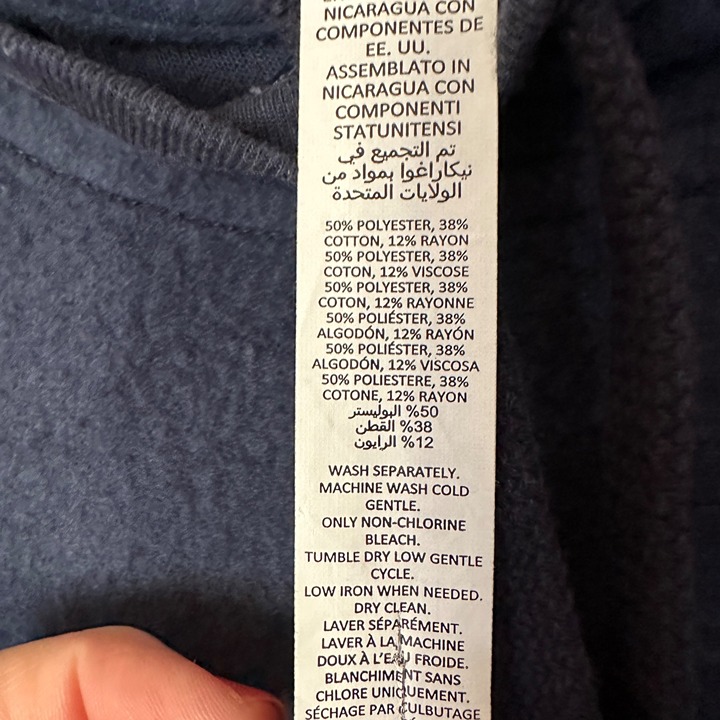 NICARAGUA CON
COMPONENTES DE
EE. UU.
ASSEMBLATO IN
NICARAGUA CON
COMPONENTI
STATUNITENSI
تم التجميع في
نيكاراغوا بمواد من
الولايات المتحدة
50% POLYESTER, 38%
COTTON, 12% RAYON
50% POLYESTER, 38%
COTON, 12% VISCOSE
50% POLYESTER, 38%
COTON, 12% RAYONNE
50% POLIÉSTER, 38%
ALGODÓN, 12% RAYÓN
50% POLIÉSTER, 38%
ALGODÓN, 12% VISCOSA
50% POLIESTERE, 38%
COTONE, 12% RAYON
50% البوليستر
38% القطن
12% الرايون
WASH SEPARATELY.
MACHINE WASH COLD
GENTLE.
ONLY NON-CHLORINE
BLEACH.
TUMBLE DRY LOW GENTLE
CYCLE.
LOW IRON WHEN NEEDED.
DRY CLEAN.
LAVER SÉPARÉMENT.
LAVER À LA MACHINE
DOUX À L'EAU FROIDE.
BLANCHIMENT SANS
CHLORE UNIQUEMENT.
SÉCHAGE PAR CULBUTAGE